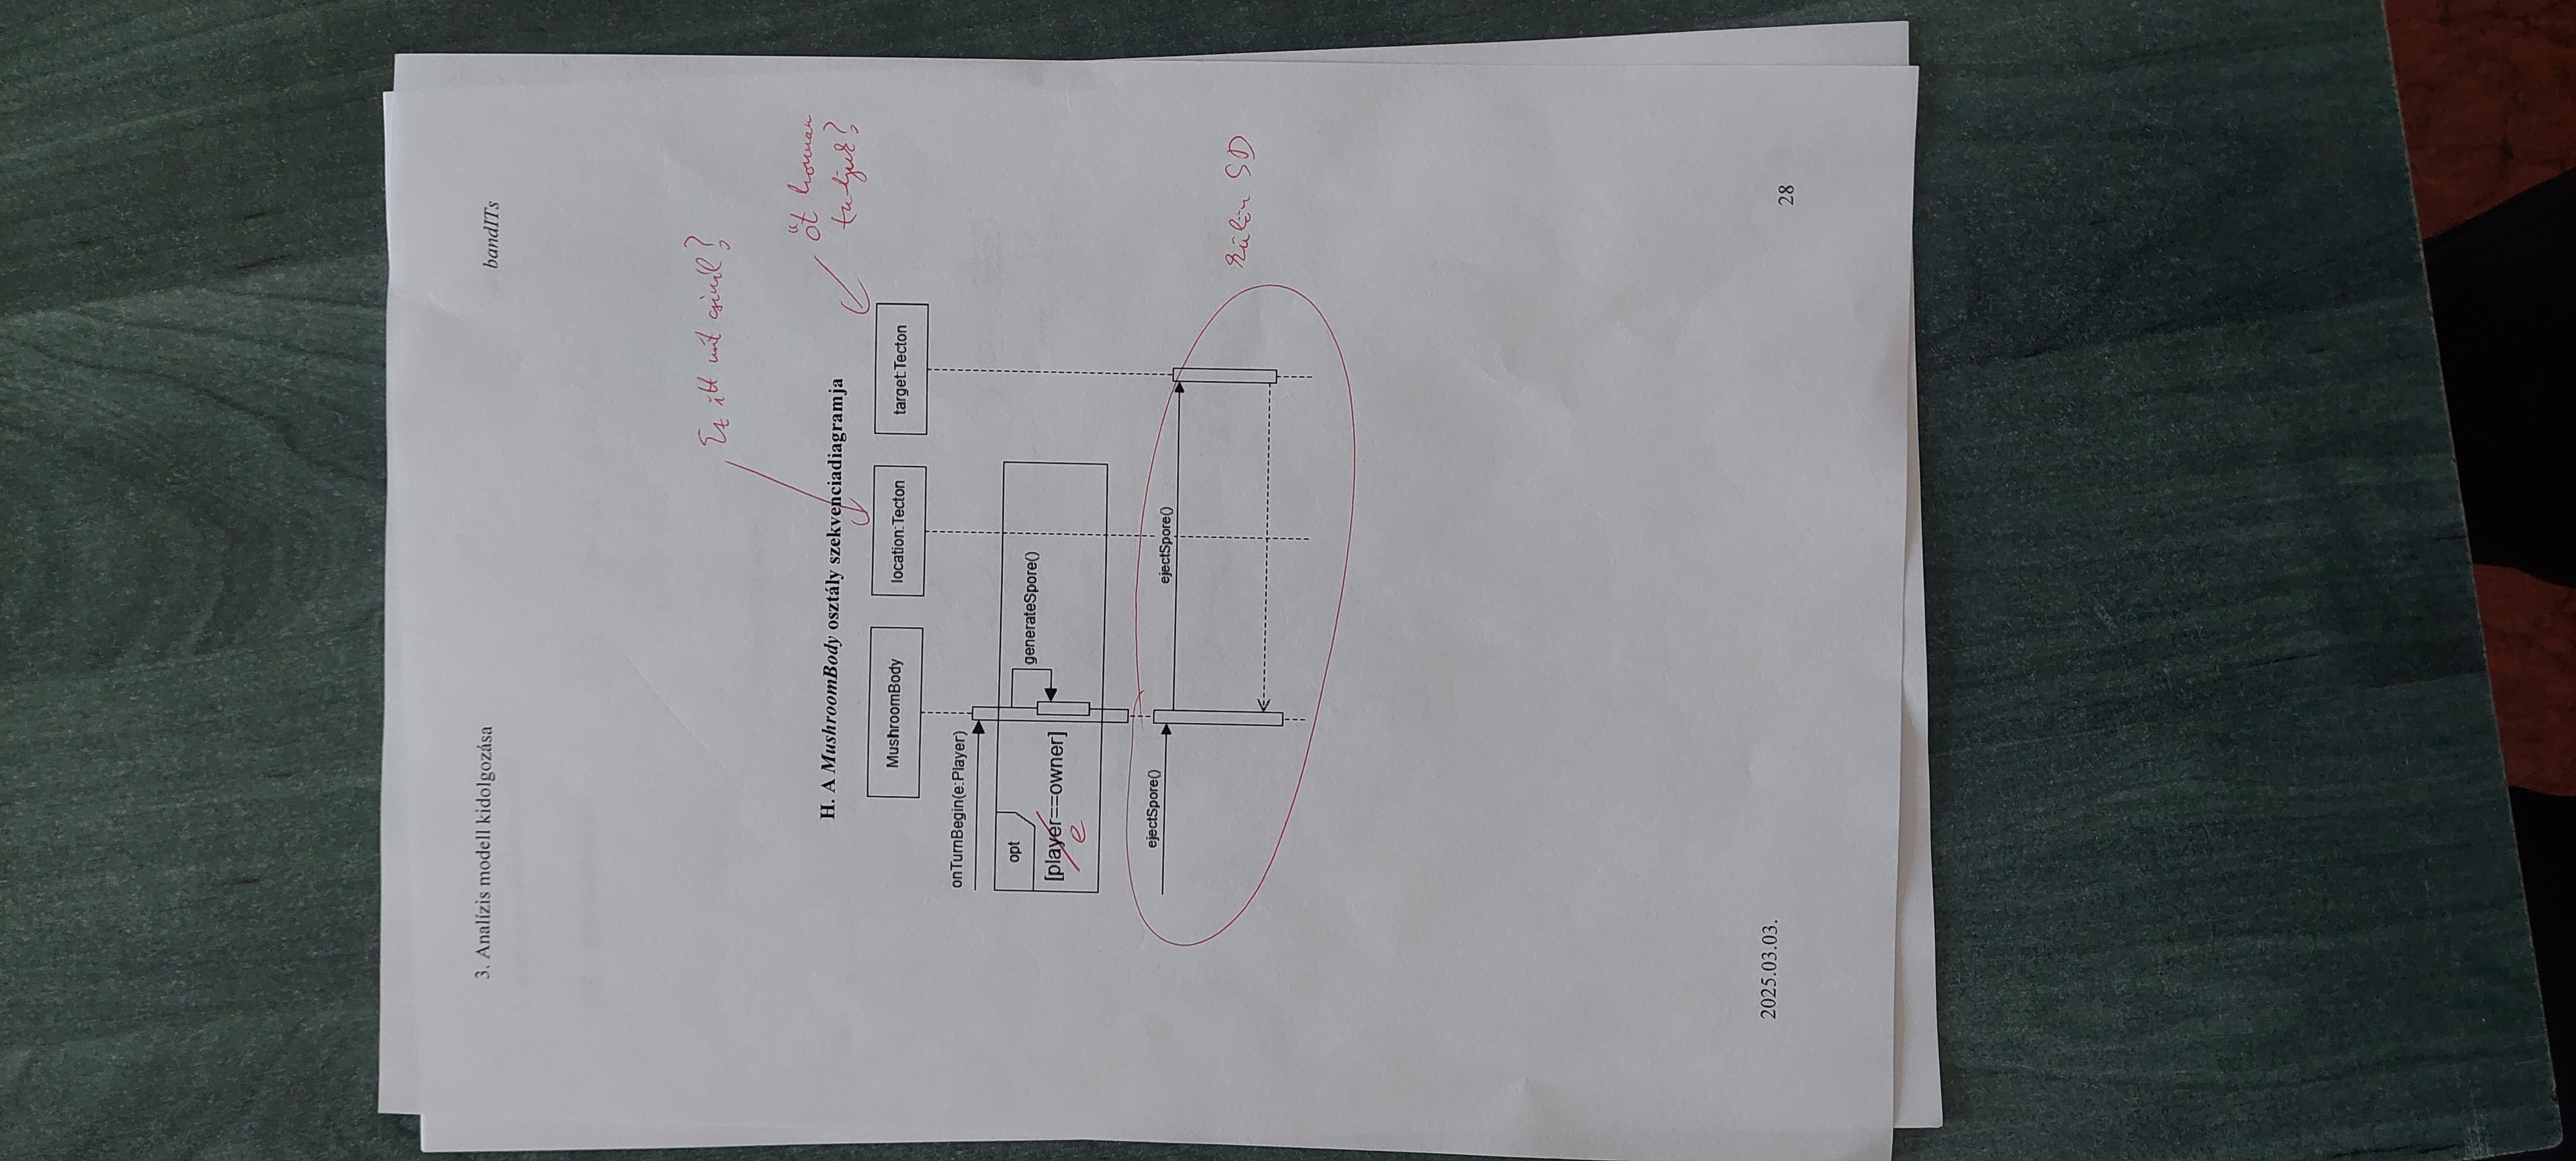 3. Analízis modell kidolgozása
bandITs
Ez itt mit csinál?
őt honnan
tudjuk?
H. A MushroomBody osztály szekvenciadiagramja
MushroomBody
location:Tecton
target:Tecton
onTurnBegin(e:Player)
opt
generateSpore()
[player==owner]
e
ejectSpore()
ejectSpore()
külön SD
2025.03.03.
28